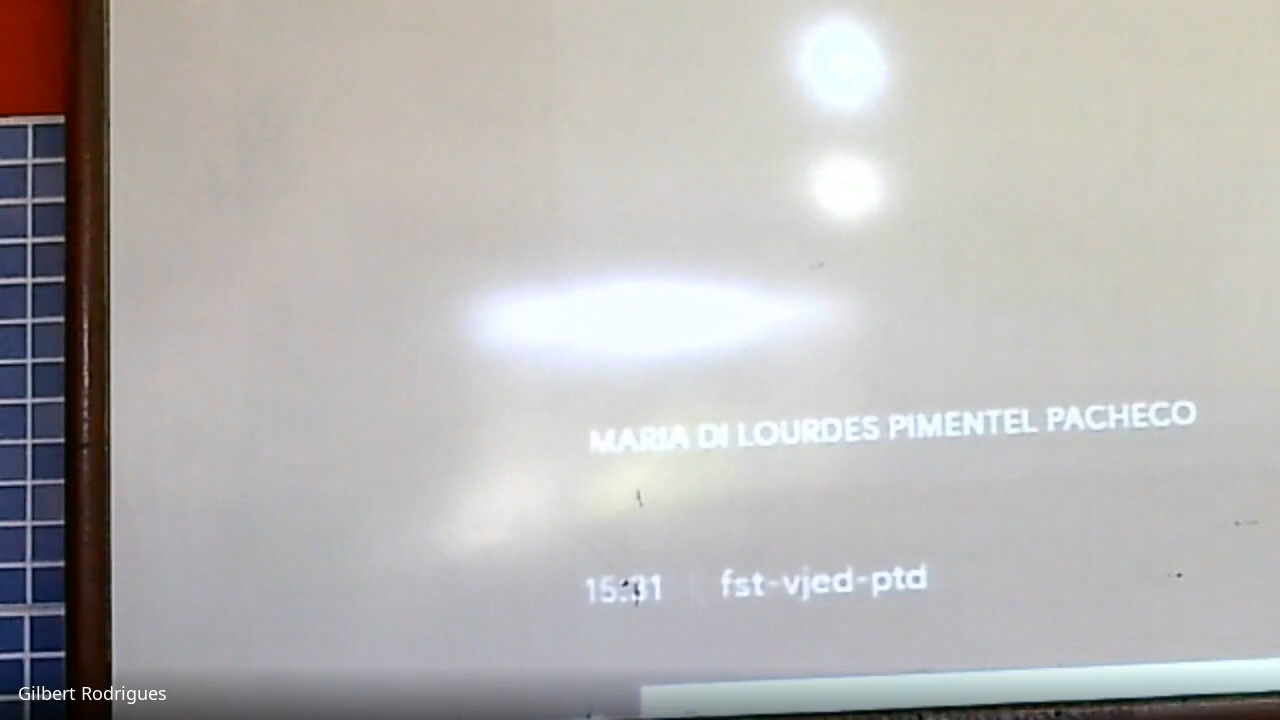 MARIA DI LOURDES PIMENTEL PACHECO
15:31 | fst-vjed-ptd
Gilbert Rodrigues